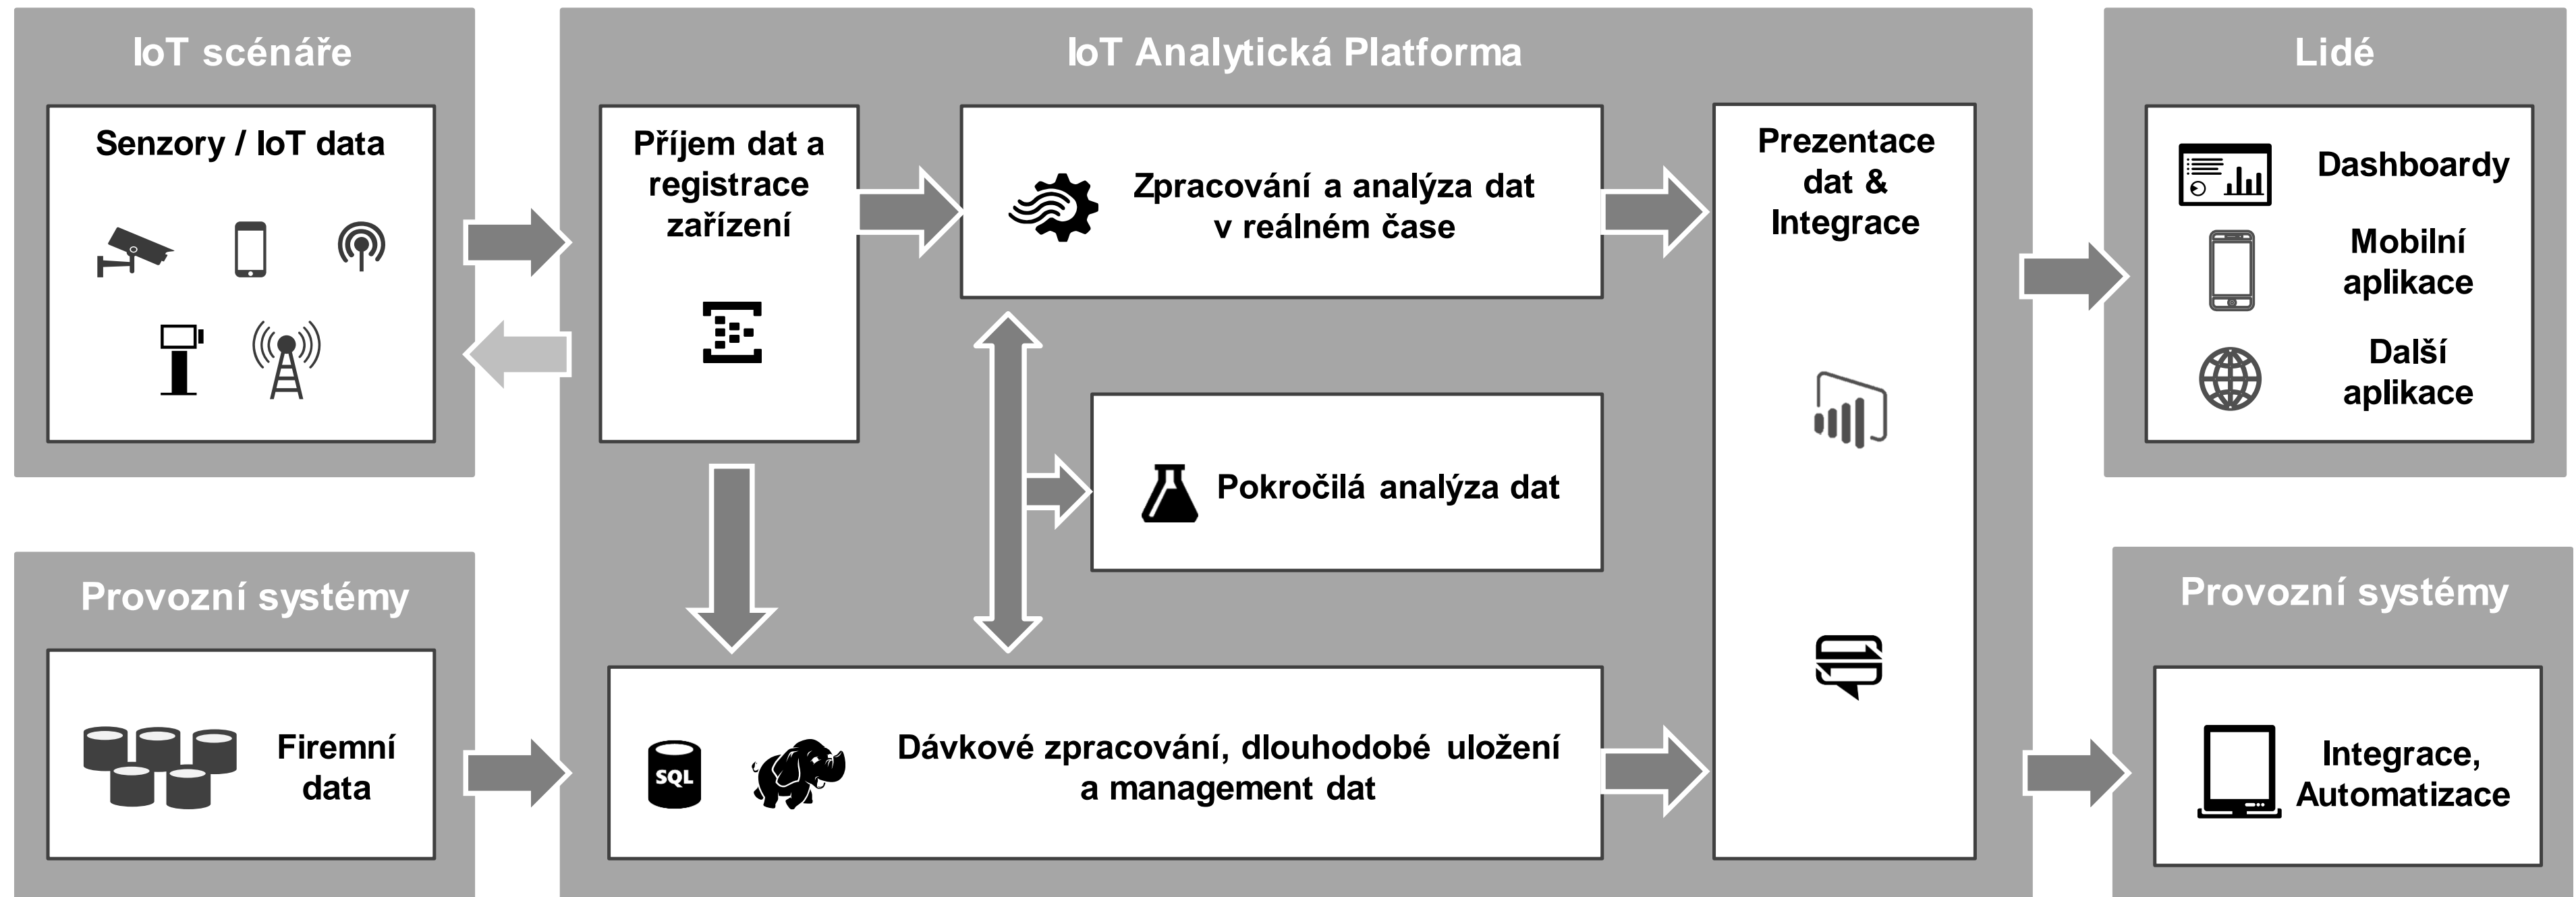 IoT scénáře
Senzory / IoT data
Provozní systémy
Firemní
data
IoT Analytická Platforma
Příjem dat a
registrace
zařízení
Zpracování a analýza dat
v reálném čase
Pokročilá analýza dat
SQL
Dávkové zpracování, dlouhodobé uložení
a management dat
Prezentace
dat &
Integrace
Lidé
Dashboardy
Mobilní
aplikace
Další
aplikace
Provozní systémy
Integrace,
Automatizace